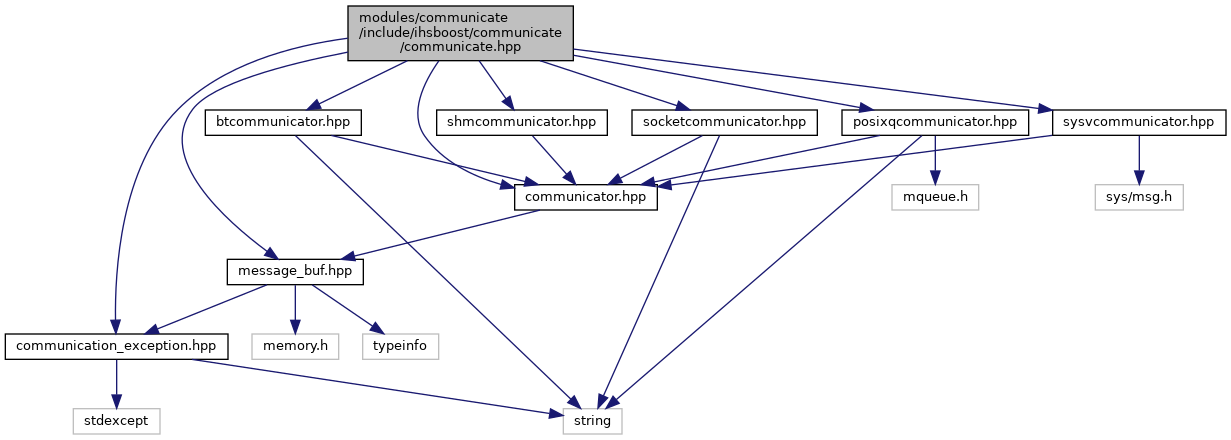 modules/communicate
/include/ihsboost/communicate
/communicate.hpp
btcommunicator.hpp
shmcommunicator.hpp
socketcommunicator.hpp
posixqcommunicator.hpp
sysvcommunicator.hpp
communicator.hpp
mqueue.h
sys/msg.h
message_buf.hpp
communication_exception.hpp
memory.h
typeinfo
stdexcept
string